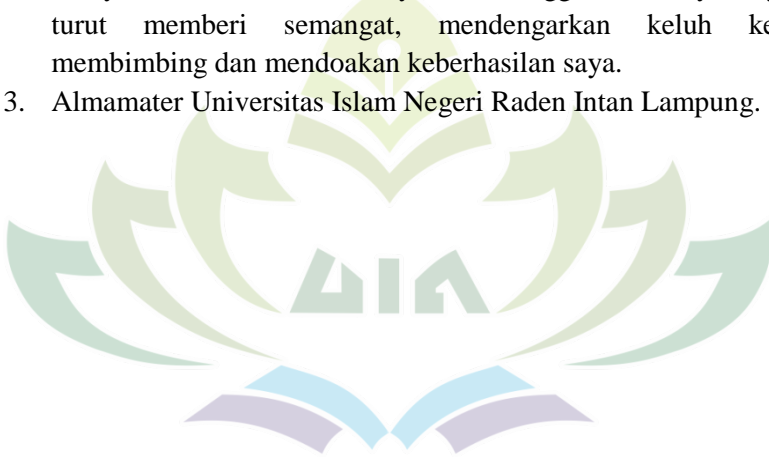 turut memberi semangat, mendengarkan keluh
membimbing dan mendoakan keberhasilan saya.
3. Almamater Universitas Islam Negeri Raden Intan Lampung.